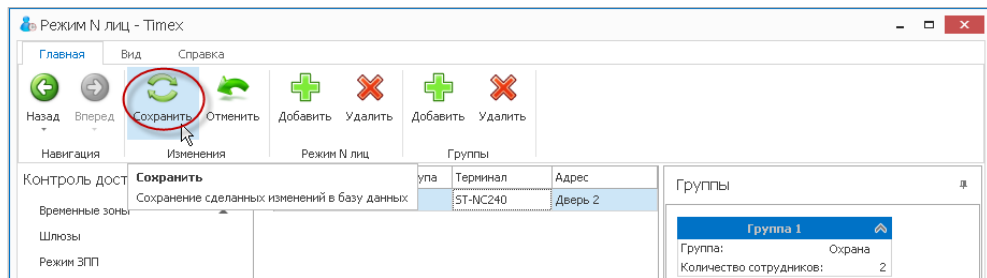 Режим N лиц - Timex
Главная Вид Справка
Назад Вперед Сохранить Отменить Добавить Удалить Добавить Удалить
Навигация Изменения Режим N лиц Группы
Контроль дост
Сохранить
Сохранение сделанных изменений в базу данных
упа Терминал Адрес
ST-NC240 Дверь 2
Временные зоны
Шлюзы
Режим ЗПП
Группы
Группа 1
Группа: Охрана
Количество сотрудников: 2